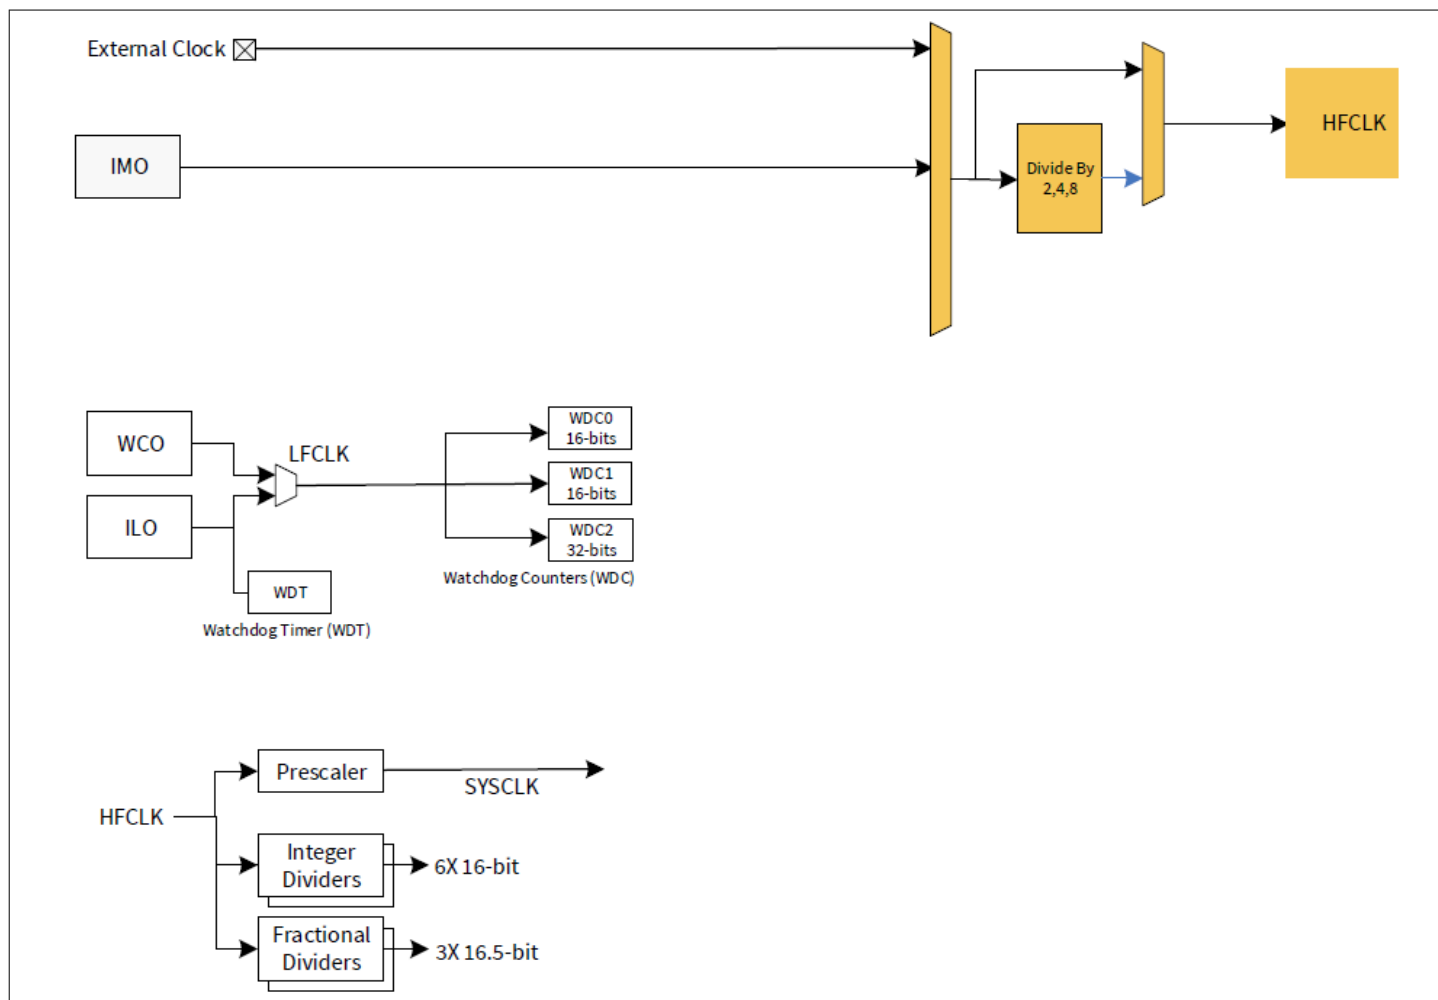 External Clock
IMO
Divide By
2,4,8
HFCLK
WCO
ILO
LFCLK
WDC0
16-bits
WDC1
16-bits
WDC2
32-bits
Watchdog Counters (WDC)
WDT
Watchdog Timer (WDT)
HFCLK
Prescaler
SYSCLK
Integer
Dividers
6X 16-bit
Fractional
Dividers
3X 16.5-bit